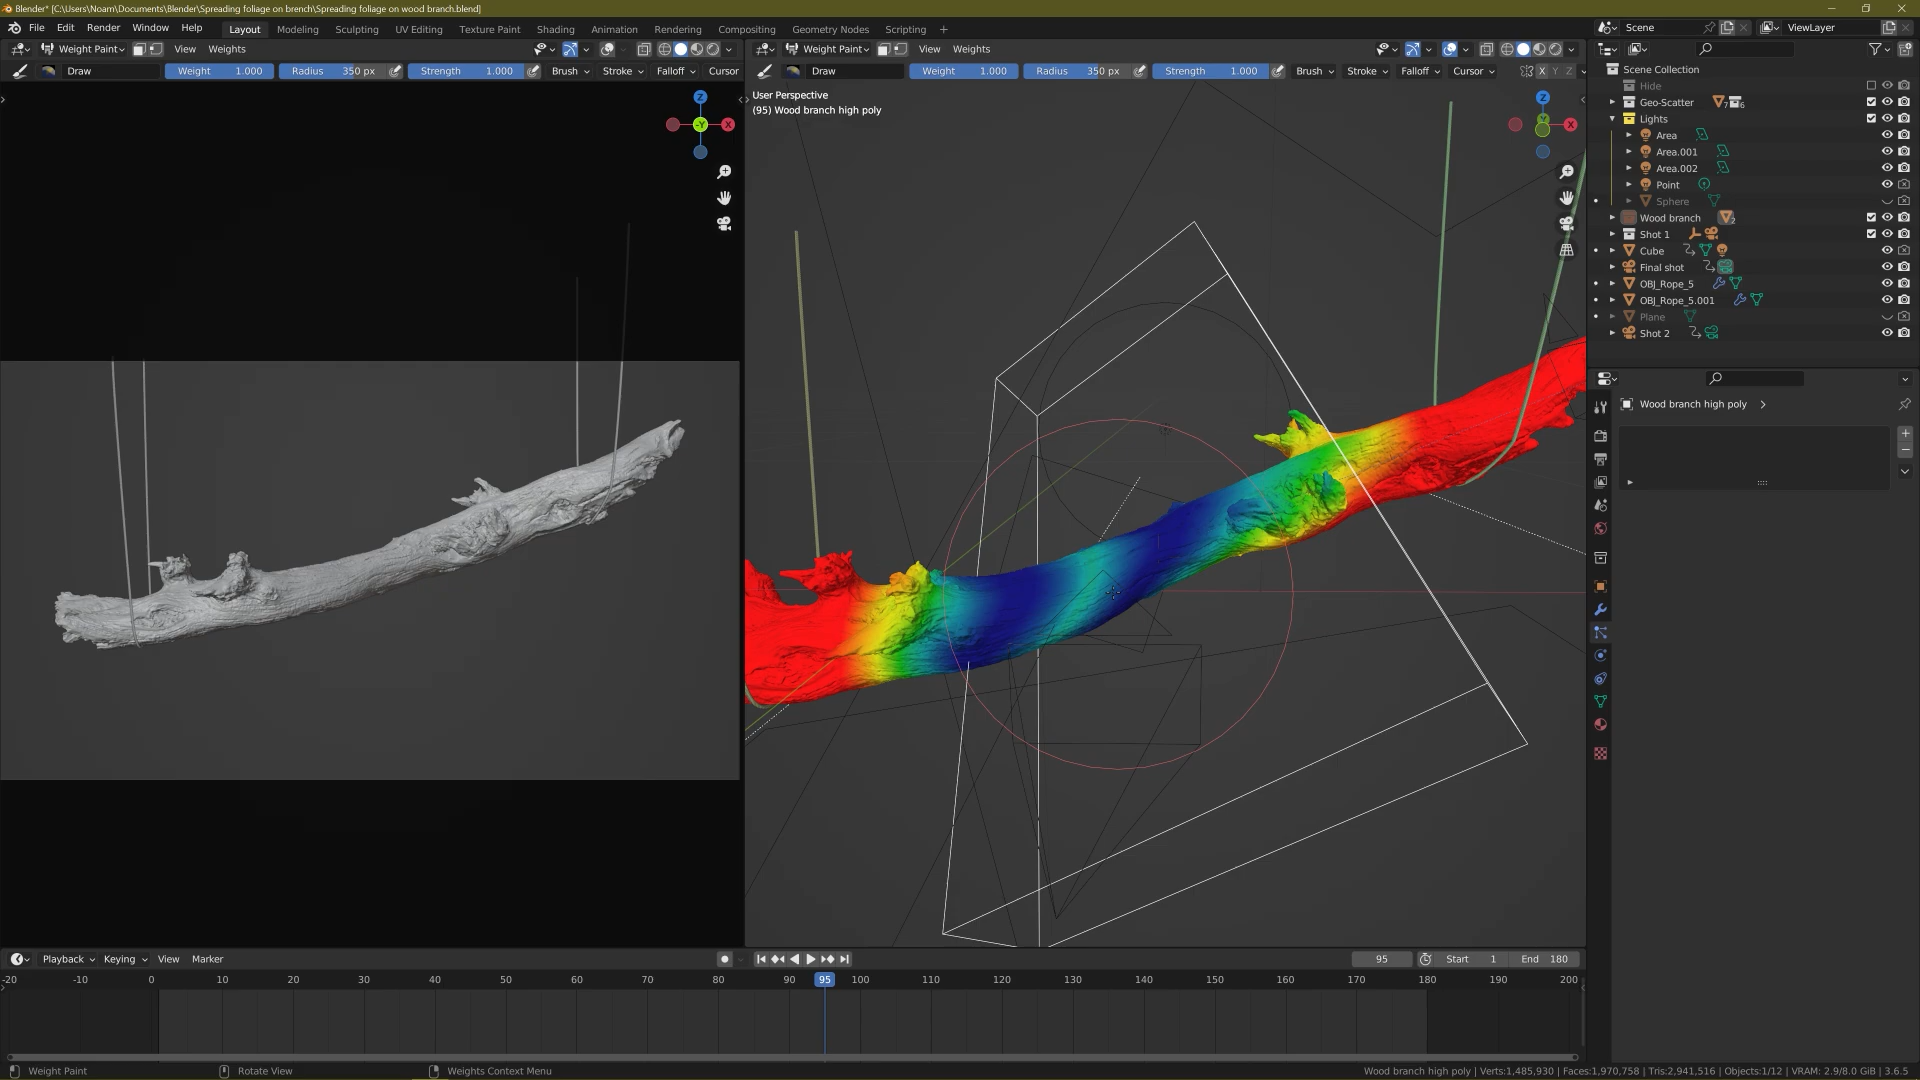 Blender* [C:\Users\Noam\Documents\Blender\Spreading foliage on brench\Spreading foliage on wood branch.blend]
File Edit Render Window Help Layout Modeling Sculpting UV Editing Texture Paint Shading Animation Rendering Compositing Geometry Nodes Scripting + Scene ViewLayer
Weight Paint View Weights Weight Paint View Weights
Draw Weight 1.000 Radius 350 px Strength 1.000 Brush Stroke Falloff Cursor Draw Weight 1.000 Radius 350 px Strength 1.000 Brush Stroke Falloff Cursor X Y Z
Scene Collection
Hide
Geo-Scatter 7 6
Lights
Area
Area.001
Area.002
Point
Sphere
Wood branch 2
Shot 1
Cube
Final shot
OBJ_Rope_5
OBJ_Rope_5.001
Plane
Shot 2
Wood branch high poly
User Perspective
(95) Wood branch high poly
Z -Y X
Z Y X
Playback Keying View Marker 95 Start 1 End 180
-20 -10 0 10 20 30 40 50 60 70 80 90 95 100 110 120 130 140 150 160 170 180 190 200
Weight Paint Rotate View Weights Context Menu Wood branch high poly | Verts:1,485,930 | Faces:1,970,758 | Tris:2,941,516 | Objects:1/12 | VRAM: 2.9/8.0 GiB | 3.6.5